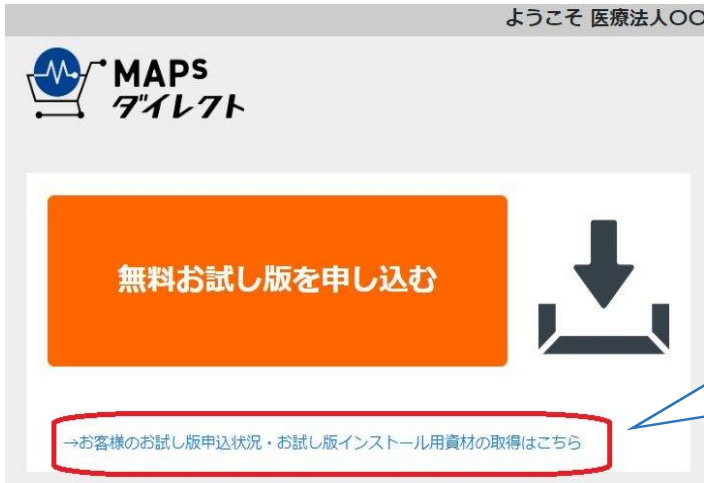 ようこそ 医療法人〇〇
MAPS
ダイレクト
無料お試し版を申し込む
→お客様のお試し版申込状況・お試し版インストール用資材の取得はこちら